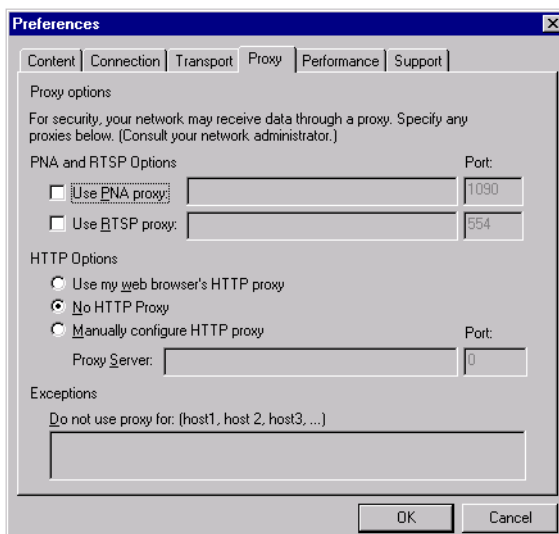 Preferences
Content Connection Transport Proxy Performance Support
Proxy options
For security, your network may receive data through a proxy. Specify any
proxies below. (Consult your network administrator.)
PNA and RTSP Options Port:
Use PNA proxy: 1090
Use RTSP proxy: 554
HTTP Options
Use my web browser's HTTP proxy
No HTTP Proxy
Manually configure HTTP proxy Port:
Proxy Server: 0
Exceptions
Do not use proxy for: (host1, host 2, host3, ...)
OK Cancel